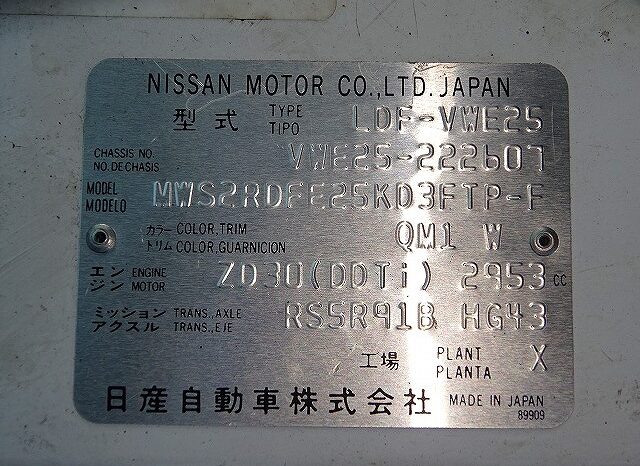 NISSAN MOTOR CO.,LTD. JAPAN
型式 TYPE TIPO LDF-VWE25
CHASSIS NO. NO.DE CHASIS VWE25-222607
MODEL MODELO MWS2RDFE25KD3FTP-F
カラー COLOR,TRIM
トリム COLOR,GUARNICION QM1 W
エンジン ENGINE MOTOR ZD30(DDTi) 2953 cc
ミッション TRANS.,AXLE
アクスル TRANS.,EJE RS5R91B HG43
工場 PLANT PLANTA X
日産自動車株式会社 MADE IN JAPAN
89909